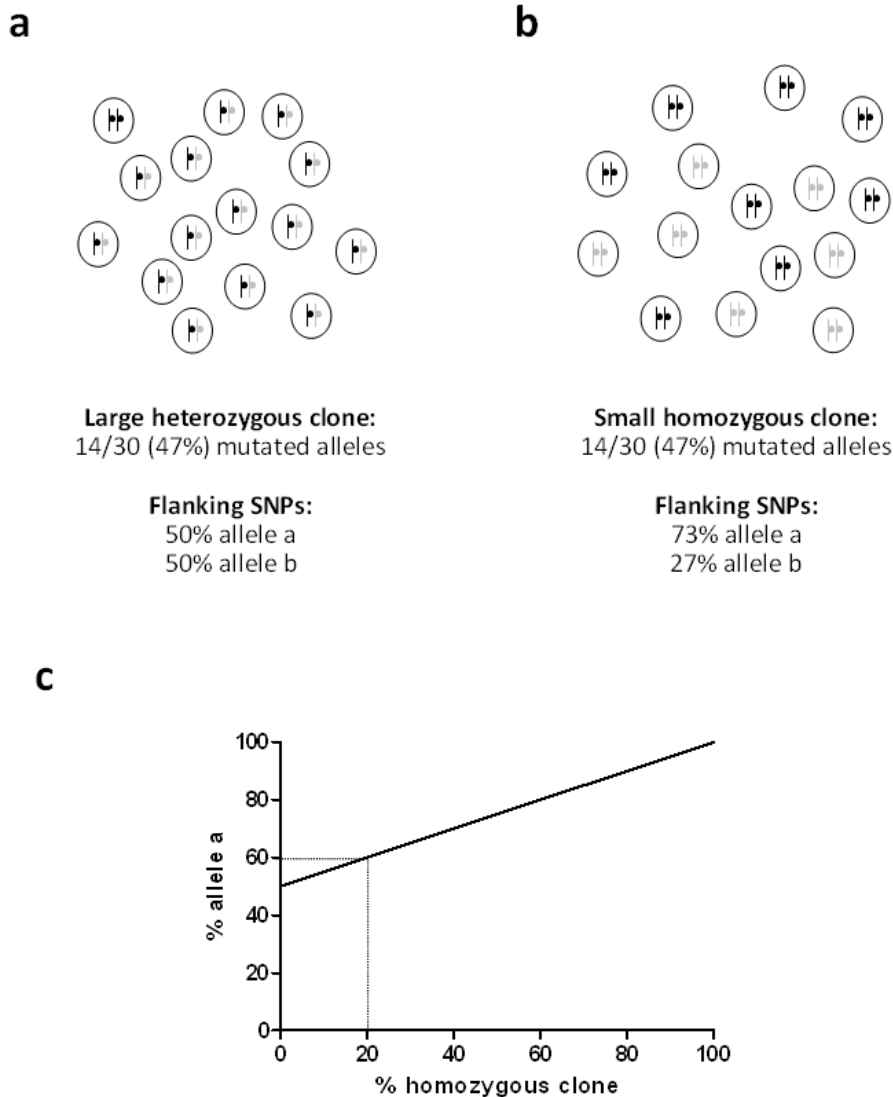 a
Large heterozygous clone:
14/30 (47%) mutated alleles
Flanking SNPs:
50% allele a
50% allele b
b
Small homozygous clone:
14/30 (47%) mutated alleles
Flanking SNPs:
73% allele a
27% allele b
c
% allele a
100
80
60
40
20
0
0 20 40 60 80 100
% homozygous clone